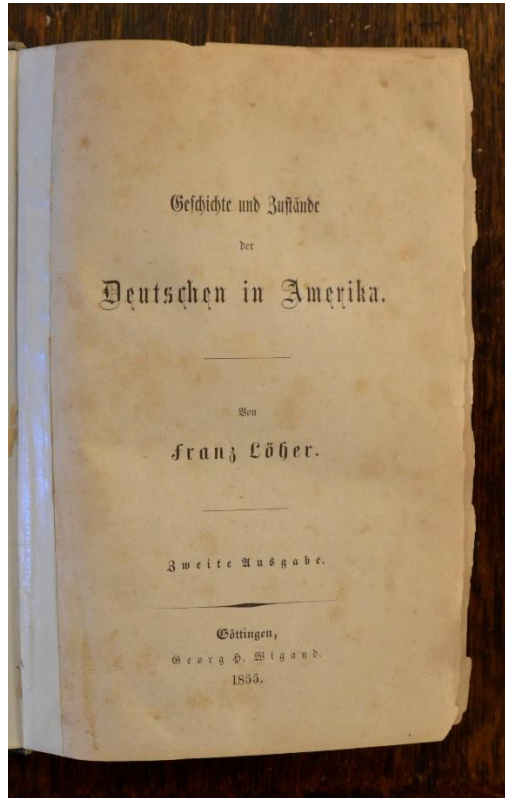 Geschichte und Zustände
der
Deutschen in Amerika.
Von
Franz Löher.
Zweite Ausgabe.
Göttingen,
Georg H. Wigand.
1855.